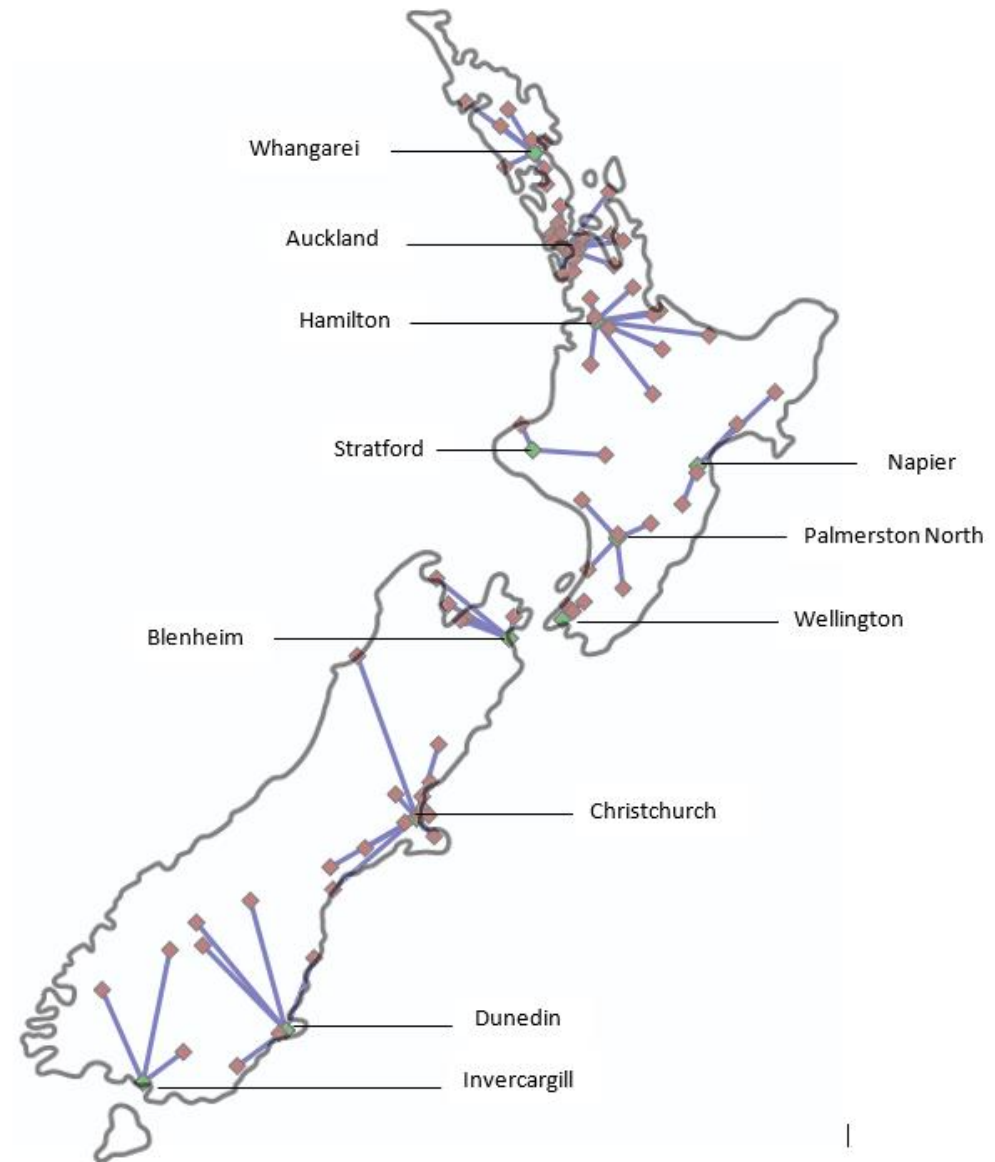 Whangarei
Auckland
Hamilton
Stratford
Napier
Palmerston North
Wellington
Blenheim
Christchurch
Dunedin
Invercargill